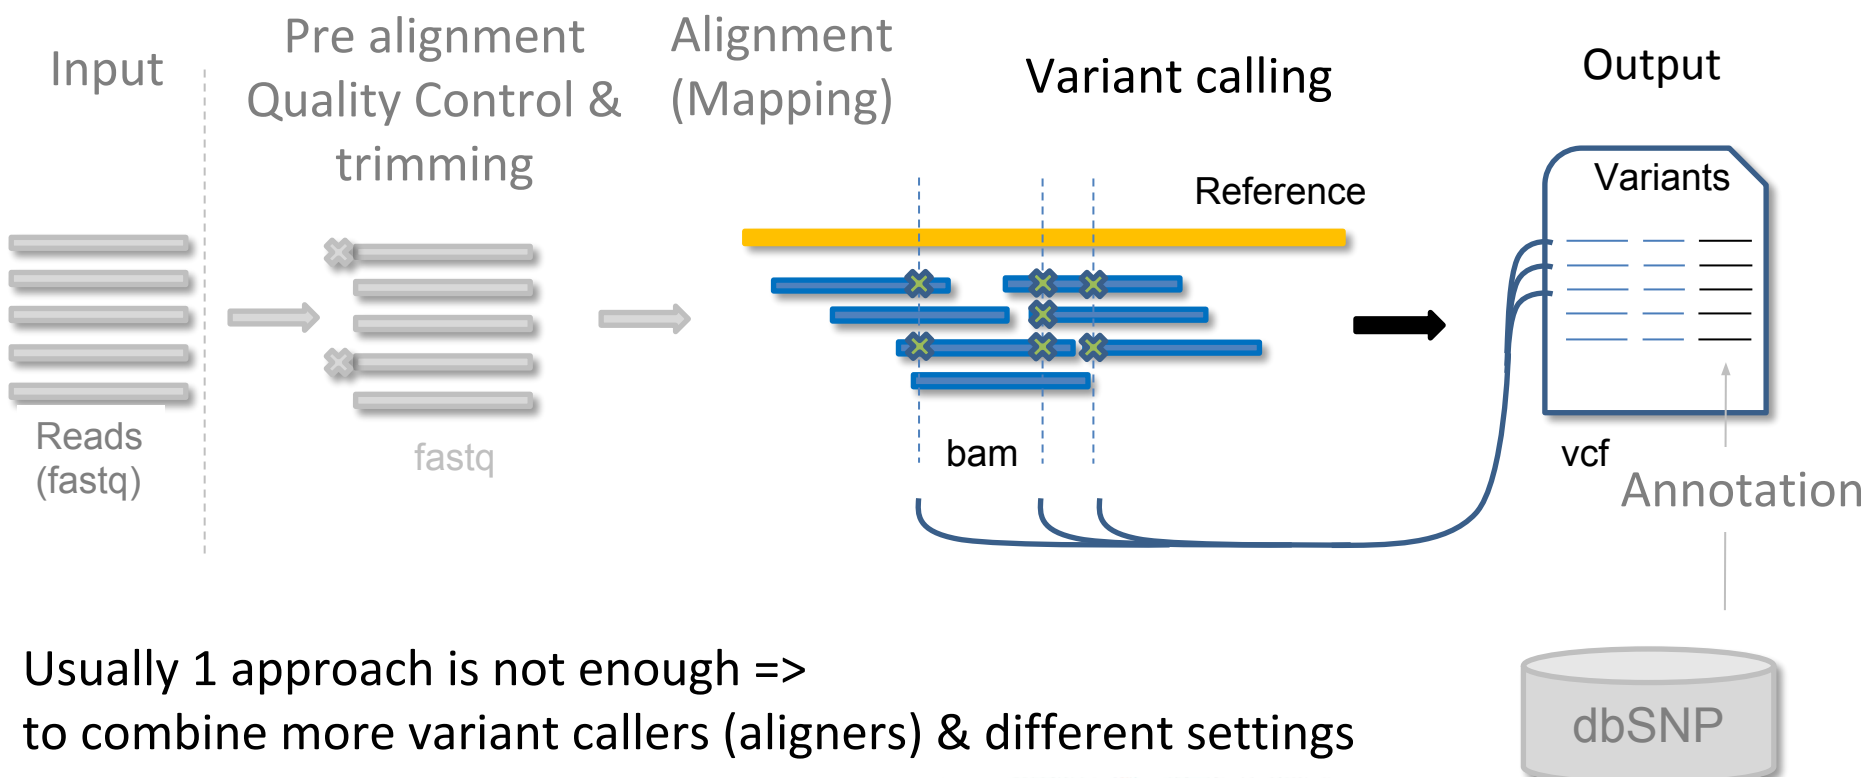 Input
Pre alignment
Quality Control &
trimming
Alignment
(Mapping)
Variant calling
Output
Reference
Variants
Reads
(fastq)
fastq
bam
vcf
Annotation
Usually 1 approach is not enough =>
to combine more variant callers (aligners) & different settings
dbSNP